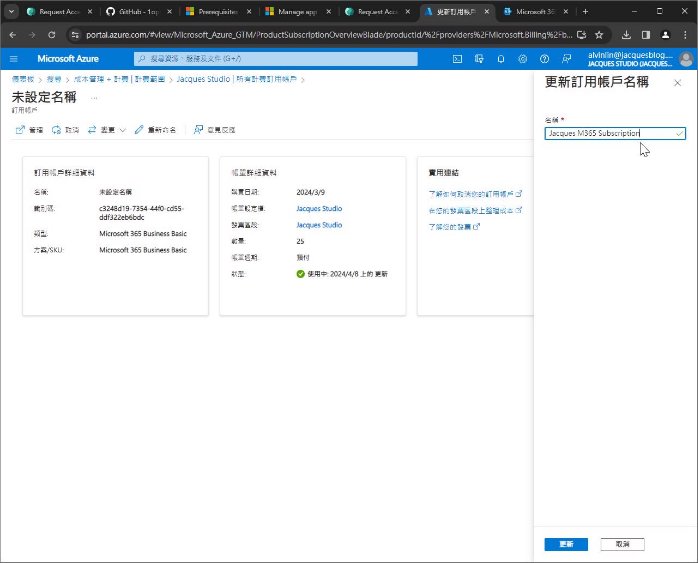 Request Acce
GitHub - 1op
Prerequisites
Manage app
Request Acce
更新訂用帳戶
Microsoft 36
portal.azure.com/#view/Microsoft_Azure_GTM/ProductSubscriptionOverviewBlade/productId/%2Fproviders%2FMicrosoft.Billing%2Fb...
Microsoft Azure
搜尋資源、服務及文件 (G+/)
alvinlin@jacquesblog....
JACQUES STUDIO (JACQUES...
儀表板 > 搜尋 > 成本管理 + 計費 | 計費範圍 > Jacques Studio | 所有計費訂用帳戶 >
未設定名稱 ...
訂用帳戶
管理
取消
變更
重新命名
意見反應
訂用帳戶詳細資料
名稱: 未設定名稱
識別碼: c3248d19-7354-44f0-cd55-
ddf322eb6bdc
類型: Microsoft 365 Business Basic
方案/SKU: Microsoft 365 Business Basic
帳單詳細資料
購買日期: 2024/3/9
帳單設定檔: Jacques Studio
發票區段: Jacques Studio
數量: 25
帳單週期: 預付
狀態: 使用中: 2024/4/8 上的 更新
實用連結
了解如何取消您的訂用帳戶
在您的發票區段上整理成本
了解您的發票
更新訂用帳戶名稱
名稱 *
Jacques M365 Subscription
更新
取消